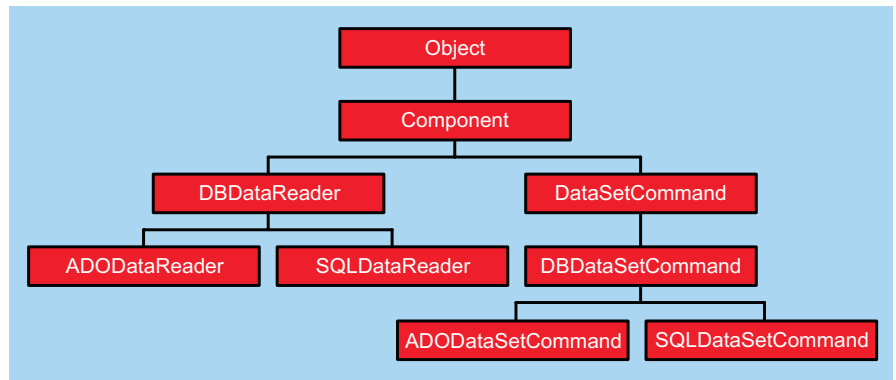 Object
Component
DBDataReader
DataSetCommand
ADODataReader
SQLDataReader
DBDataSetCommand
ADODataSetCommand
SQLDataSetCommand